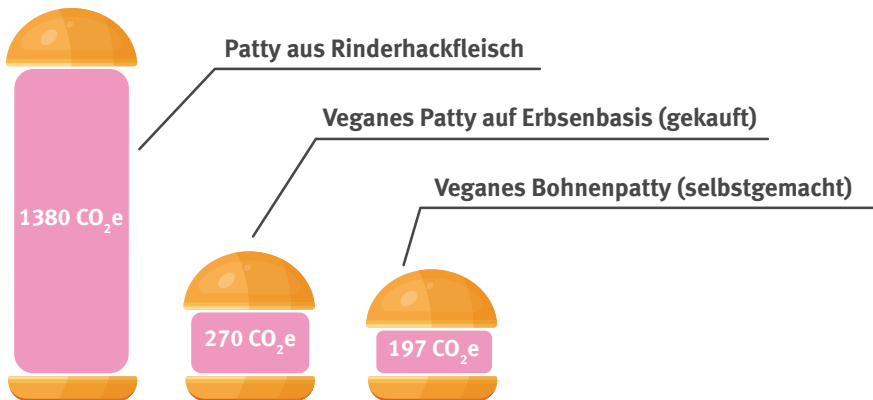 Patty aus Rinderhackfleisch
Veganes Patty auf Erbsenbasis (gekauft)
Veganes Bohnenpatty (selbstgemacht)
1380 CO₂e
270 CO₂e
197 CO₂e